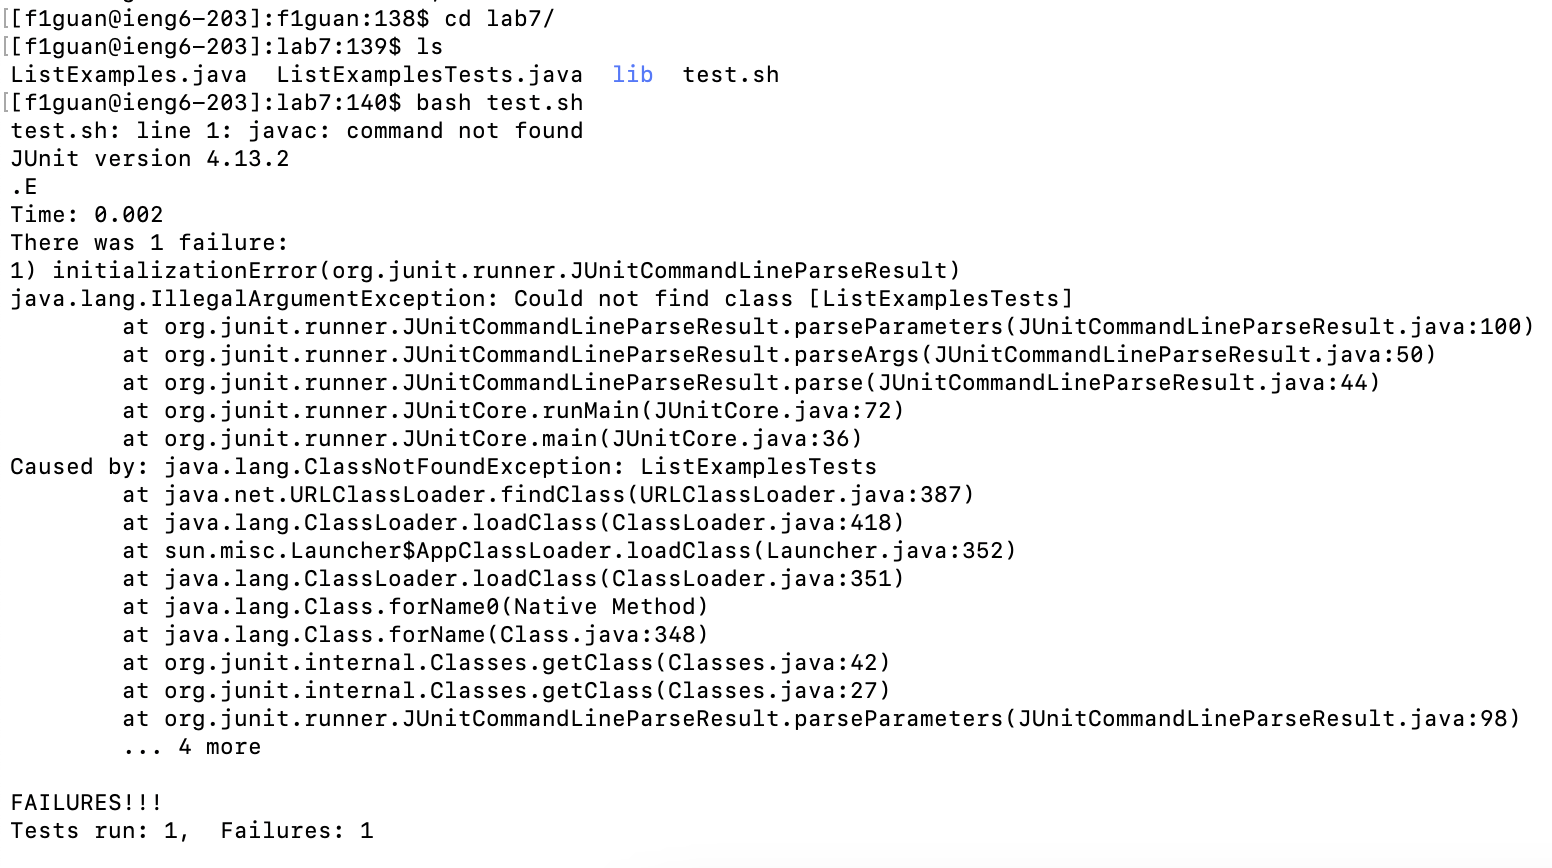 [[f1guan@ieng6-203]:f1guan:138$ cd lab7/
[[f1guan@ieng6-203]:lab7:139$ ls
ListExamples.java  ListExamplesTests.java  lib  test.sh
[[f1guan@ieng6-203]:lab7:140$ bash test.sh
test.sh: line 1: javac: command not found
JUnit version 4.13.2
.E
Time: 0.002
There was 1 failure:
1) initializationError(org.junit.runner.JUnitCommandLineParseResult)
java.lang.IllegalArgumentException: Could not find class [ListExamplesTests]
        at org.junit.runner.JUnitCommandLineParseResult.parseParameters(JUnitCommandLineParseResult.java:100)
        at org.junit.runner.JUnitCommandLineParseResult.parseArgs(JUnitCommandLineParseResult.java:50)
        at org.junit.runner.JUnitCommandLineParseResult.parse(JUnitCommandLineParseResult.java:44)
        at org.junit.runner.JUnitCore.runMain(JUnitCore.java:72)
        at org.junit.runner.JUnitCore.main(JUnitCore.java:36)
Caused by: java.lang.ClassNotFoundException: ListExamplesTests
        at java.net.URLClassLoader.findClass(URLClassLoader.java:387)
        at java.lang.ClassLoader.loadClass(ClassLoader.java:418)
        at sun.misc.Launcher$AppClassLoader.loadClass(Launcher.java:352)
        at java.lang.ClassLoader.loadClass(ClassLoader.java:351)
        at java.lang.Class.forName0(Native Method)
        at java.lang.Class.forName(Class.java:348)
        at org.junit.internal.Classes.getClass(Classes.java:42)
        at org.junit.internal.Classes.getClass(Classes.java:27)
        at org.junit.runner.JUnitCommandLineParseResult.parseParameters(JUnitCommandLineParseResult.java:98)
        ... 4 more

FAILURES!!!
Tests run: 1,  Failures: 1